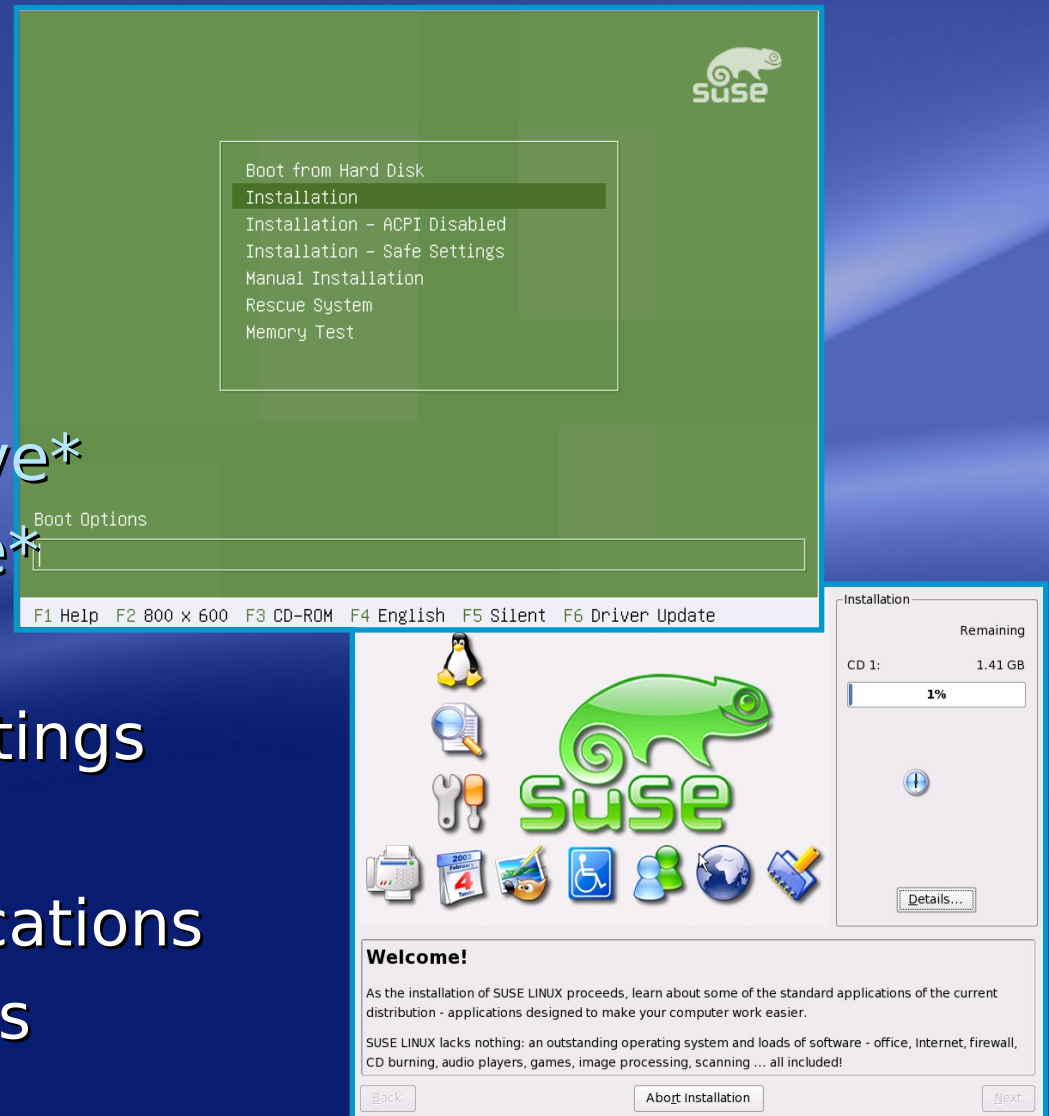 suse
Boot from Hard Disk
Installation
Installation - ACPI Disabled
Installation - Safe Settings
Manual Installation
Rescue System
Memory Test
ve*
Boot Options
e*
F1 Help F2 800 x 600 F3 CD-ROM F4 English F5 Silent F6 Driver Update
tings
cations
s
Installation
Remaining
CD 1: 1.41 GB
1%
2003
February
4
Tuesday
suse
Details...
Welcome!
As the installation of SUSE LINUX proceeds, learn about some of the standard applications of the current
distribution - applications designed to make your computer work easier.
SUSE LINUX lacks nothing: an outstanding operating system and loads of software - office, Internet, firewall,
CD burning, audio players, games, image processing, scanning ... all included!
Back Abort Installation Next